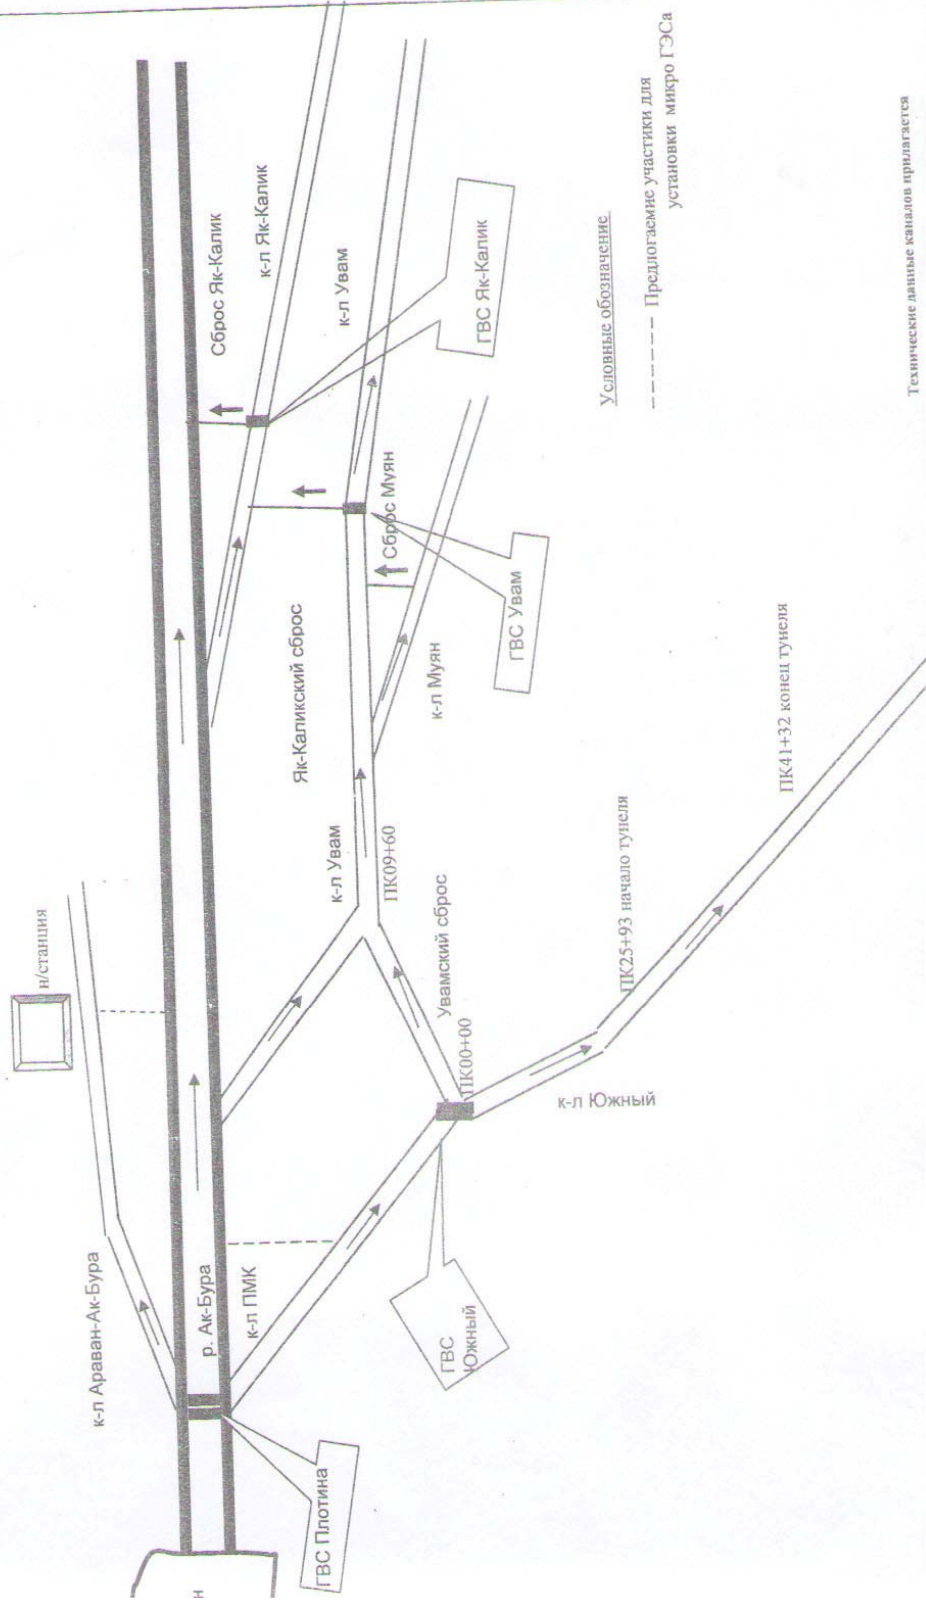 н/станция
к-л Араван-Ак-Бура
р. Ак-Бура
к-л ПМК
ГВС Плотина
н
ГВС
Южный
к-л Южный
ПК00+00
Увамский сброс
ПК09+60
к-л Увам
Як-Каликский сброс
к-л Муян
Сброс Муян
ГВС Увам
Сброс Як-Калик
к-л Як-Калик
к-л Увам
ГВС Як-Калик
ПК25+93 начало тунеля
ПК41+32 конец тунеля
Условные обозначение
Предлогаемие участики для
установки микро ГЭСа
Технические данные каналов прилагается